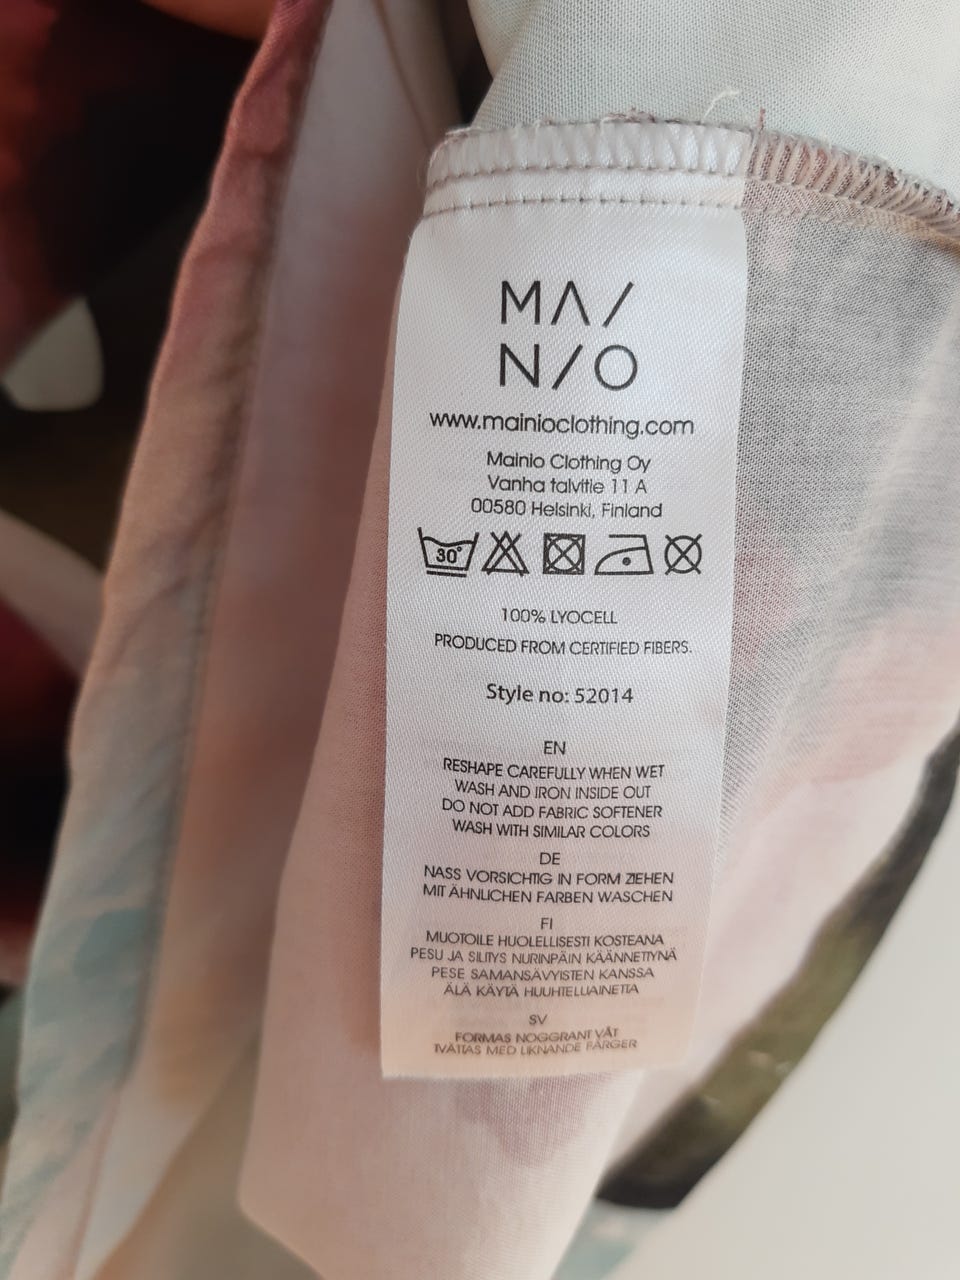 MAINIO
www.mainioclothing.com
Mainio Clothing Oy
Vanha talvitie 11 A
00580 Helsinki, Finland
30°
100% LYOCELL
PRODUCED FROM CERTIFIED FIBERS.
Style no: 52014
EN
RESHAPE CAREFULLY WHEN WET
WASH AND IRON INSIDE OUT
DO NOT ADD FABRIC SOFTENER
WASH WITH SIMILAR COLORS
DE
NASS VORSICHTIG IN FORM ZIEHEN
MIT ÄHNLICHEN FARBEN WASCHEN
FI
MUOTOILE HUOLELLISESTI KOSTEANA
PESU JA SILITYS NURINPÄIN KÄÄNNETTYNÄ
PESE SAMANSÄVYISTEN KANSSA
ÄLÄ KÄYTÄ HUUHTELUAINETTA
SV
FORMAS NOGGRANT VÅT
TVÄTTAS MED LIKNANDE FÄRGER